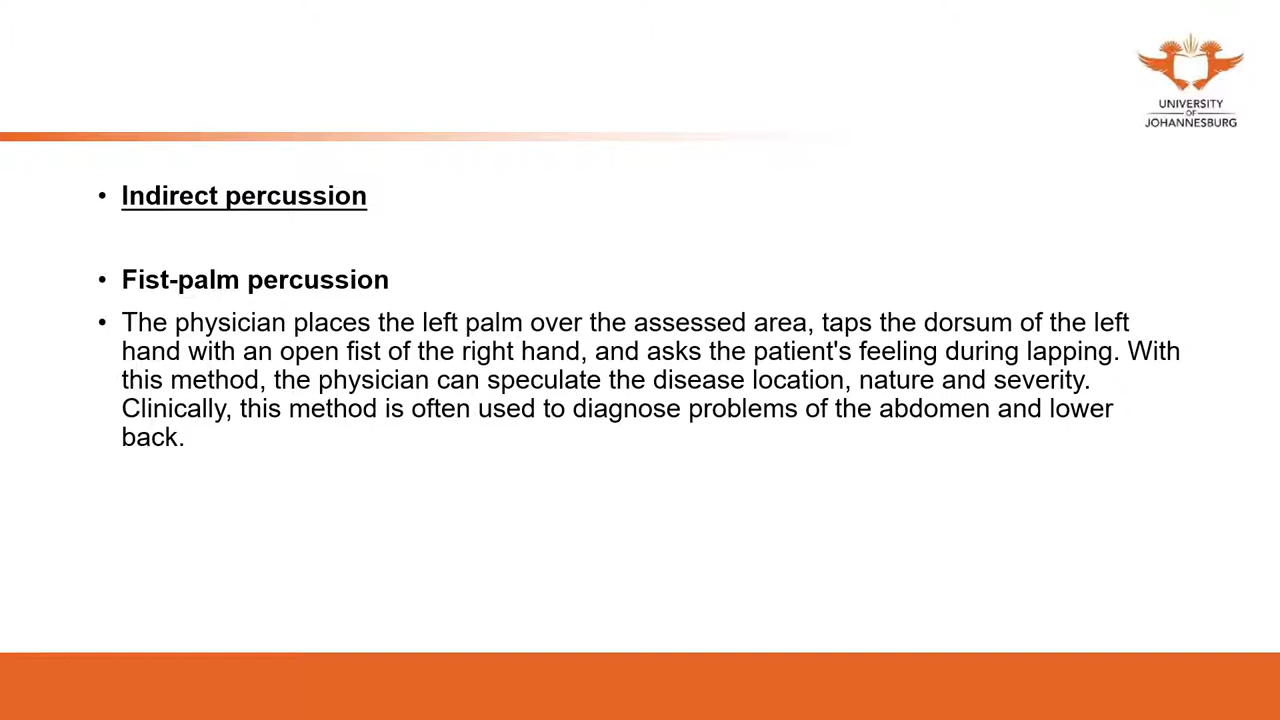 UNIVERSITY
OF
JOHANNESBURG
• Indirect percussion
• Fist-palm percussion
• The physician places the left palm over the assessed area, taps the dorsum of the left
hand with an open fist of the right hand, and asks the patient's feeling during lapping. With
this method, the physician can speculate the disease location, nature and severity.
Clinically, this method is often used to diagnose problems of the abdomen and lower
back.